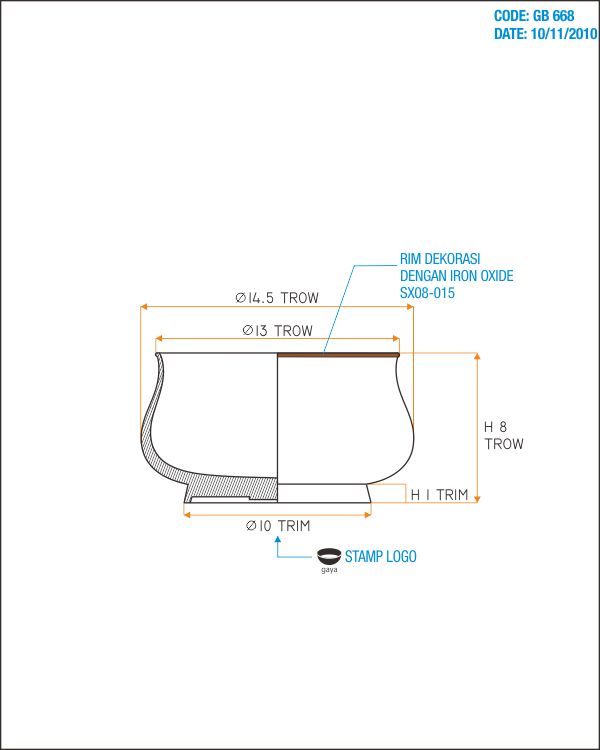 CODE: GB 668
DATE: 10/11/2010
RIM DEKORASI
DENGAN IRON OXIDE
SX08-015
Ø14.5 TROW
Ø13 TROW
H 8
TROW
H 1 TRIM
Ø10 TRIM
STAMP LOGO
gaya